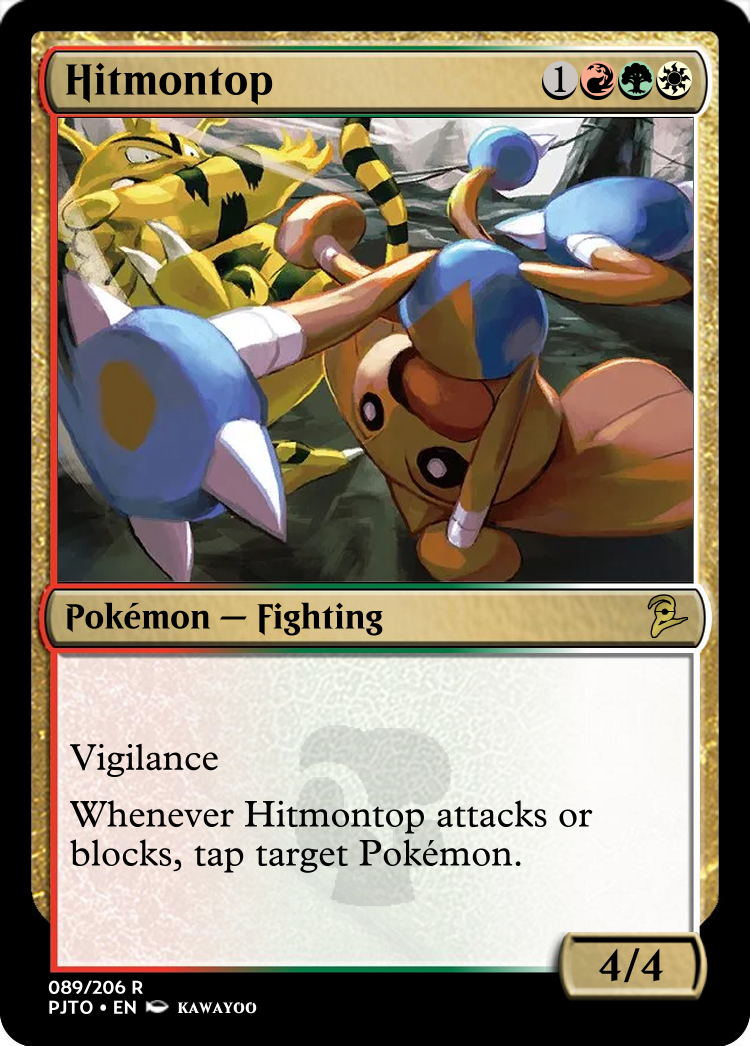 Hitmontop 1
Pokémon — Fighting
Vigilance
Whenever Hitmontop attacks or
blocks, tap target Pokémon.
4/4
089/206 R
PJTO • EN KAWAYOO